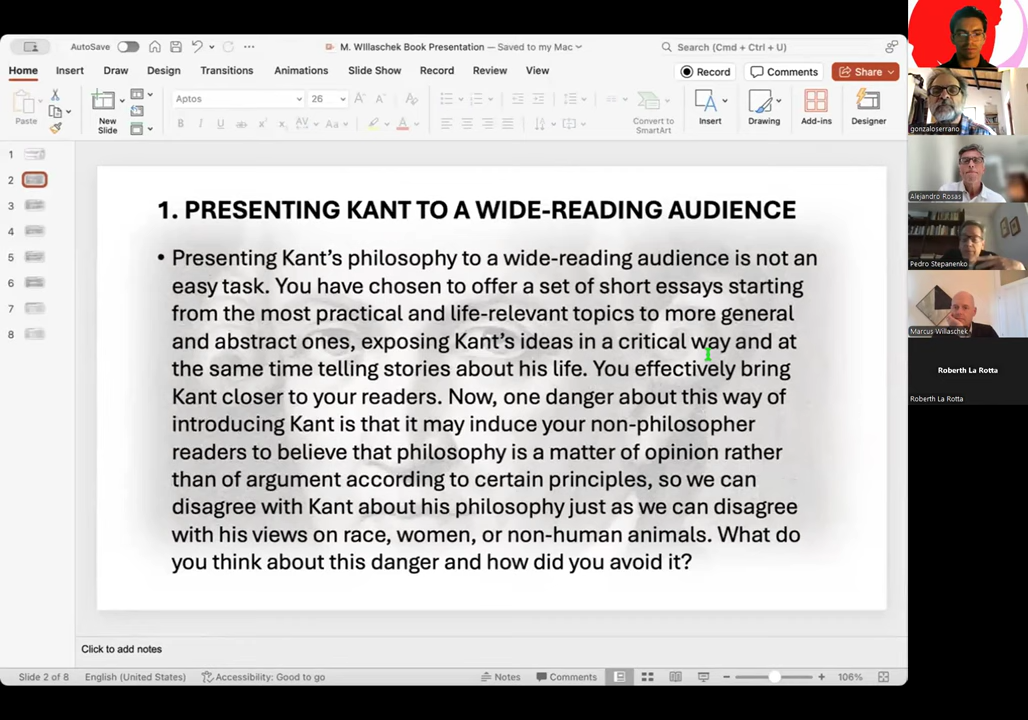 AutoSave
M. WIllaschek Book Presentation — Saved to my Mac
Search (Cmd + Ctrl + U)
Home Insert Draw Design Transitions Animations Slide Show Record Review View
Record Comments Share
Paste
New Slide
Aptos 26
Convert to SmartArt
Insert
Drawing
Add-ins
Designer
1
2
3
4
5
6
7
8
1. PRESENTING KANT TO A WIDE-READING AUDIENCE
• Presenting Kant’s philosophy to a wide-reading audience is not an
easy task. You have chosen to offer a set of short essays starting
from the most practical and life-relevant topics to more general
and abstract ones, exposing Kant’s ideas in a critical way and at
the same time telling stories about his life. You effectively bring
Kant closer to your readers. Now, one danger about this way of
introducing Kant is that it may induce your non-philosopher
readers to believe that philosophy is a matter of opinion rather
than of argument according to certain principles, so we can
disagree with Kant about his philosophy just as we can disagree
with his views on race, women, or non-human animals. What do
you think about this danger and how did you avoid it?
Click to add notes
Slide 2 of 8 English (United States) Accessibility: Good to go Notes Comments 106%
gonzaloserrano
Alejandro Rosas
Pedro Stepanenko
Marcus Willaschek
Roberth La Rotta
Roberth La Rotta